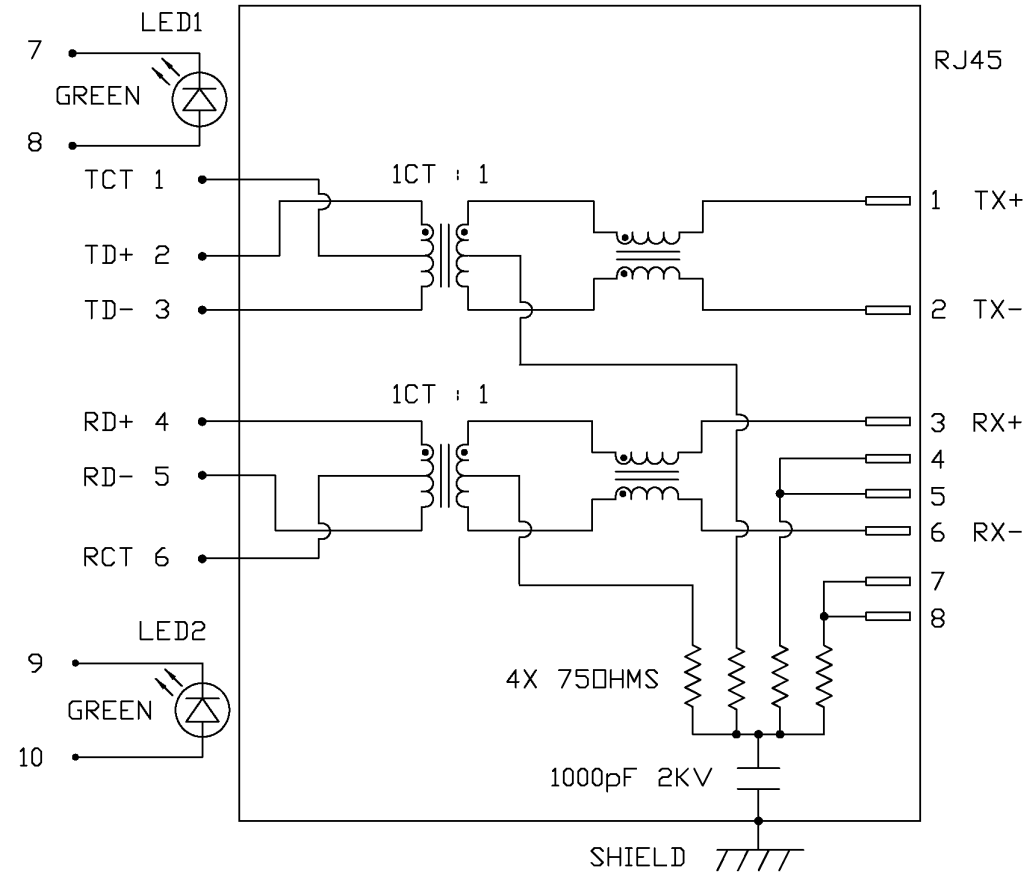 LED1
7
GREEN
8
RJ45
TCT 1
1CT : 1
1 TX+
TD+ 2
TD- 3
2 TX-
1CT : 1
RD+ 4
3 RX+
4
RD- 5
5
6 RX-
RCT 6
7
8
LED2
9
4X 75OHMS
GREEN
10
1000pF 2KV
SHIELD